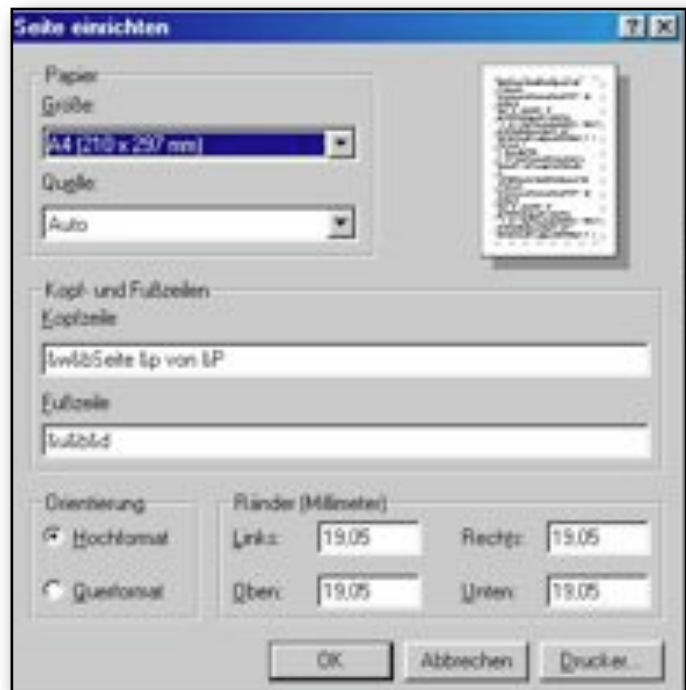 Seite einrichten
Papier
Größe:
A4 (210 x 297 mm)
Quelle:
Auto
Kopf- und Fußzeilen
Kopfzeile
&w&bSeite &p von &P
Fußzeile
&u&b&d
Orientierung
Hochformat
Querformat
Ränder (Millimeter)
Links: 19,05 Rechts: 19,05
Oben: 19,05 Unten: 19,05
OK Abbrechen Drucker...